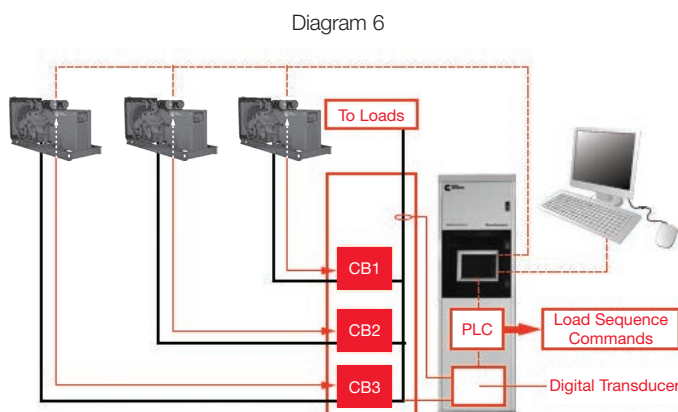 Diagram 6
To Loads
CB1
CB2
CB3
PLC
Load Sequence
Commands
Digital Transducer